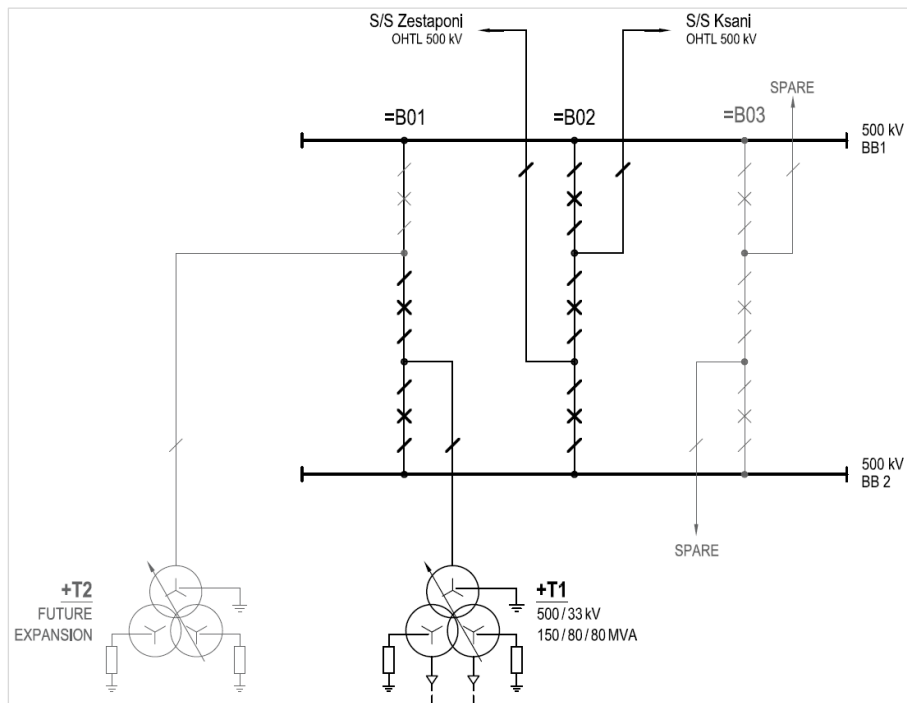 S/S Zestaponi
OHTL 500 kV
S/S Ksani
OHTL 500 kV
SPARE
=B01
=B02
=B03
500 kV
BB1
500 kV
BB 2
SPARE
+T2
FUTURE
EXPANSION
+T1
500 / 33 kV
150 / 80 / 80 MVA